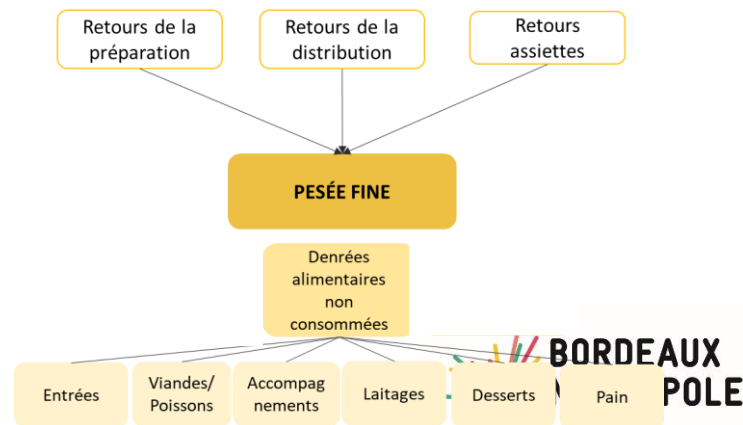 Retours de la
préparation
Retours de la
distribution
Retours
assiettes
PESÉE FINE
Denrées
alimentaires
non
consommées
BORDEAUX
POLE
Entrées
Viandes/
Poissons
Accompag
nements
Laitages
Desserts
Pain